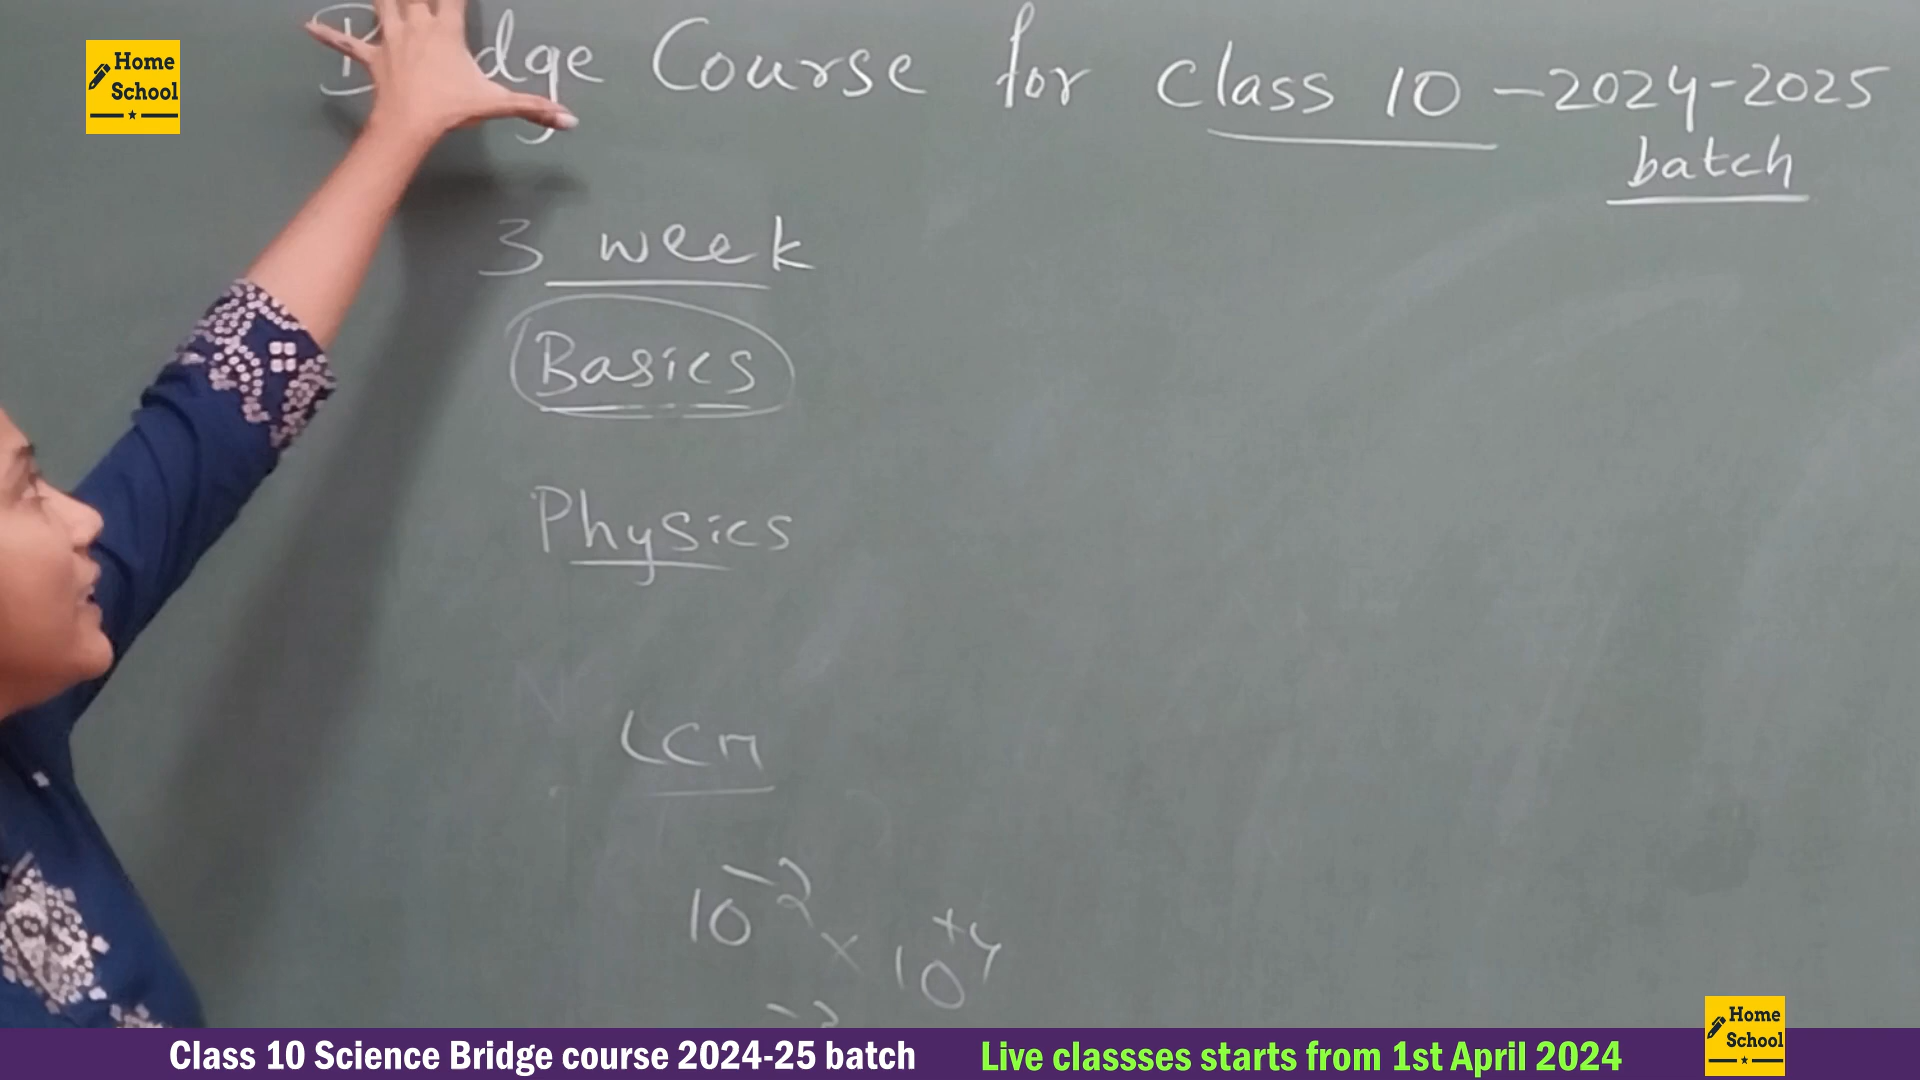 Home
School
Bridge Course for Class 10 - 2024-2025
batch
3 week
Basics
Physics
LCM
10⁻² × 10⁺⁴
Class 10 Science Bridge course 2024-25 batch
Live classses starts from 1st April 2024
Home
School